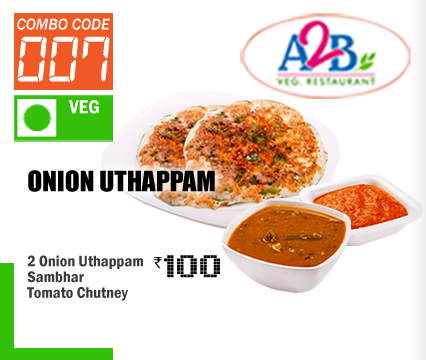 COMBO CODE
007
VEG
A2B
VEG. RESTAURANT
ONION UTHAPPAM
2 Onion Uthappam ₹100
Sambhar
Tomato Chutney